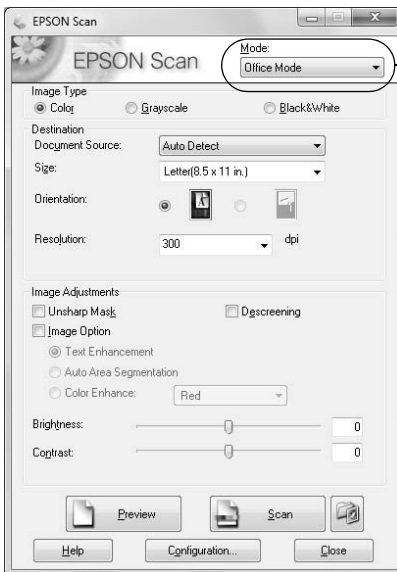 EPSON Scan
EPSON Scan
Mode:
Office Mode
Image Type
Color Grayscale Black&White
Destination
Document Source: Auto Detect
Size: Letter(8.5 x 11 in.)
Orientation:
Resolution: 300 dpi
Image Adjustments
Unsharp Mask Descreening
Image Option
Text Enhancement
Auto Area Segmentation
Color Enhance: Red
Brightness: 0
Contrast: 0
Preview Scan
Help Configuration... Close